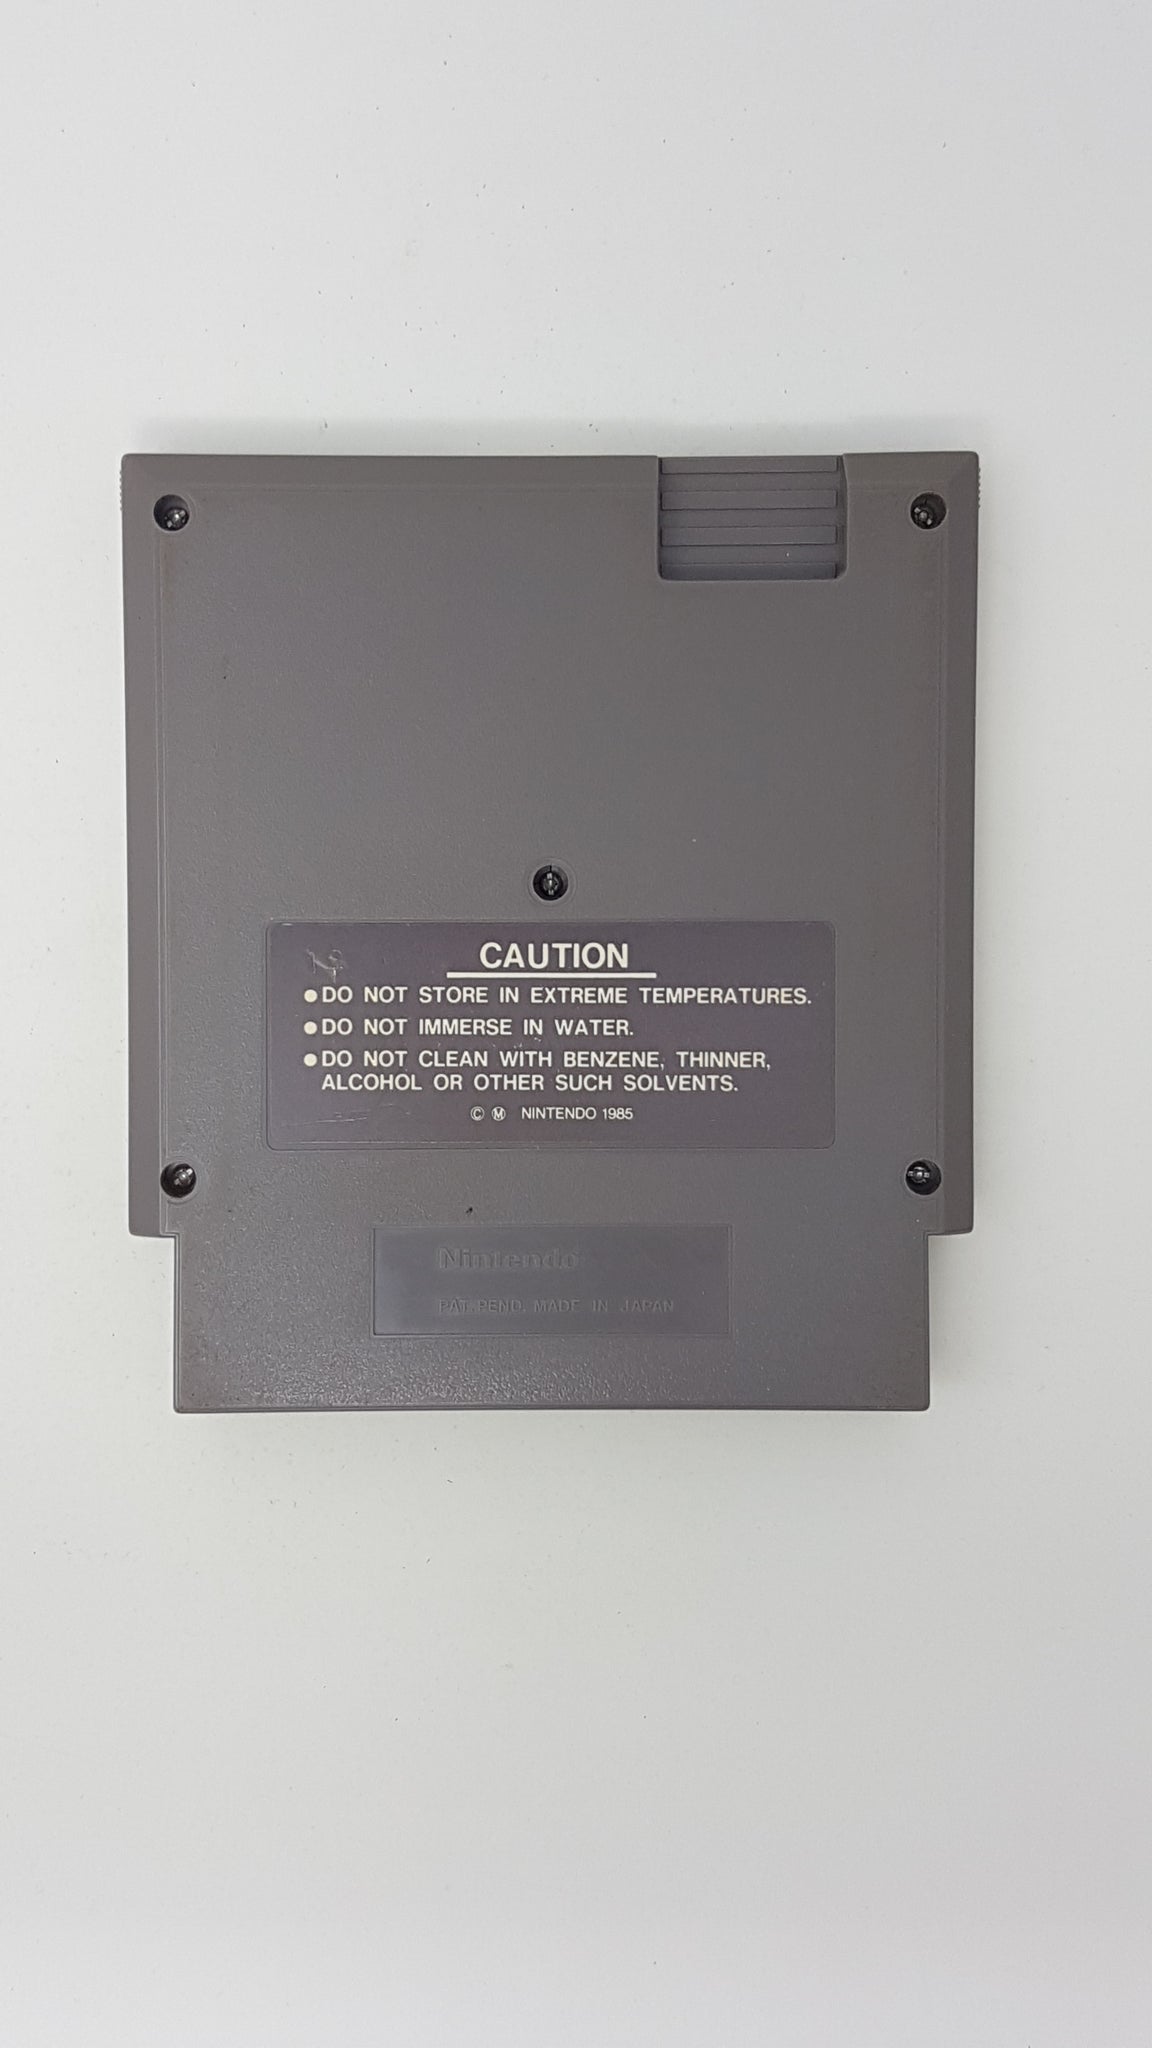 CAUTION
●DO NOT STORE IN EXTREME TEMPERATURES.
●DO NOT IMMERSE IN WATER.
●DO NOT CLEAN WITH BENZENE, THINNER,
ALCOHOL OR OTHER SUCH SOLVENTS.
© Ⓜ NINTENDO 1985
Nintendo
PAT. PEND. MADE IN JAPAN